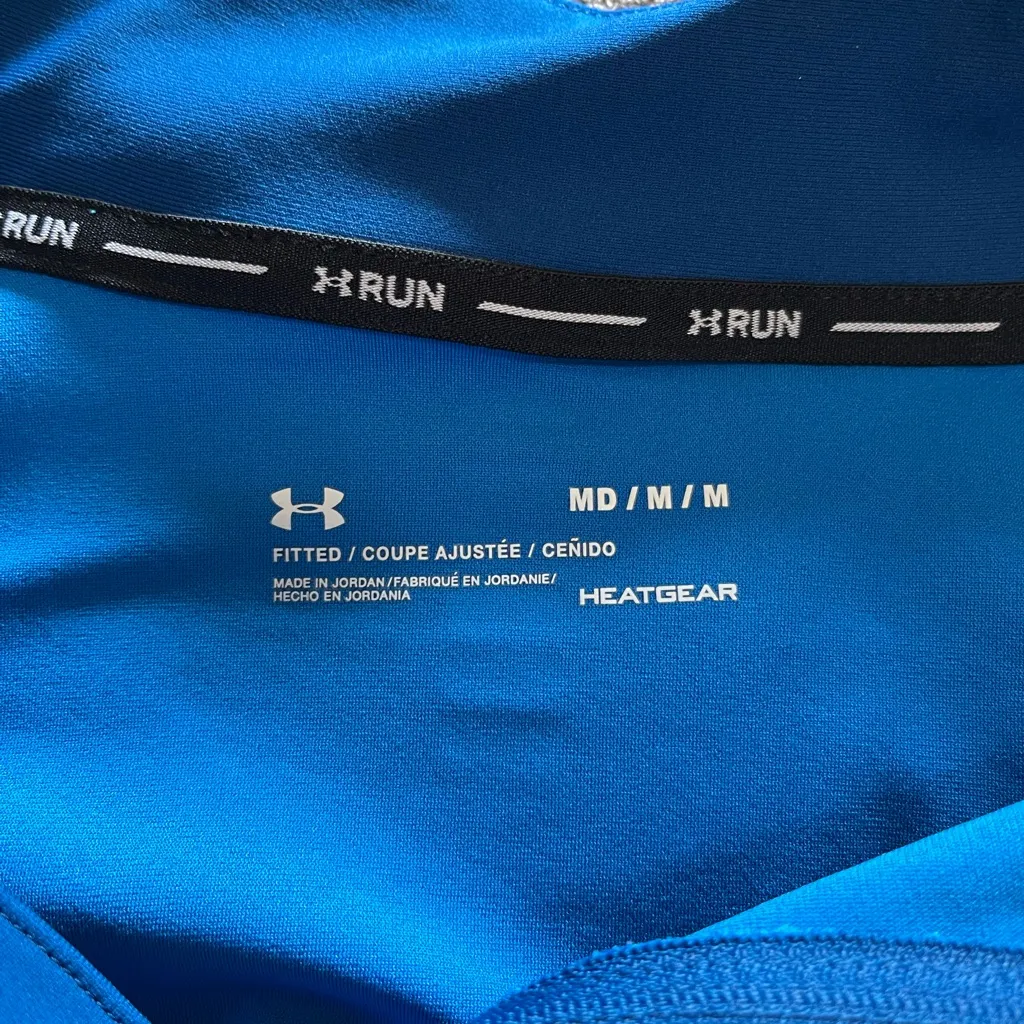 RUN RUN RUN
MD / M / M
FITTED / COUPE AJUSTÉE / CEÑIDO
MADE IN JORDAN/FABRIQUÉ EN JORDANIE/
HECHO EN JORDANIA
HEATGEAR